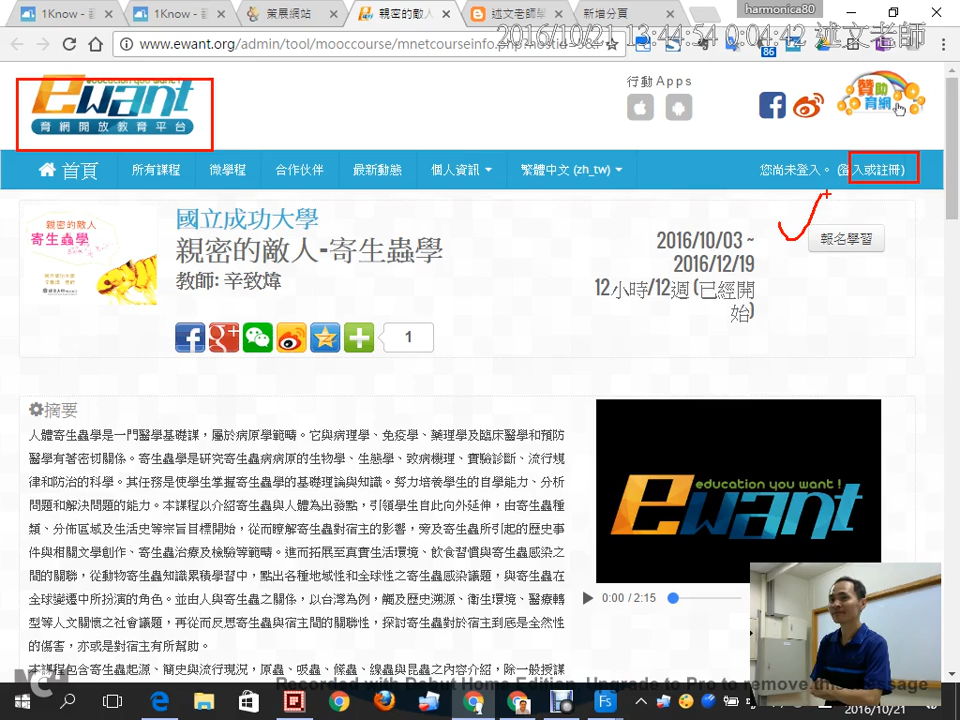 1Know - 
1Know - 
策展網站
親密的敵人
述文老師學
新增分頁
harmonica80
www.ewant.org/admin/tool/mooccourse/mnetcourseinfo.php?hostid=
2016/10/21 13:44:54 0:04:42 述文老師
86
education you want !
ewant
育網開放教育平台
行動Apps
贊助
育網
首頁
所有課程
微學程
合作伙伴
最新動態
個人資訊
繁體中文 (zh_tw)
您尚未登入。 (登入或註冊)
親密的敵人
寄生蟲學
國立成功大學
親密的敵人-寄生蟲學
教師: 辛致煒
2016/10/03 ~
2016/12/19
12小時/12週 (已經開
始)
報名學習
1
摘要
人體寄生蟲學是一門醫學基礎課，屬於病原學範疇。它與病理學、免疫學、藥理學及臨床醫學和預防
醫學有著密切關係。寄生蟲學是研究寄生蟲病病原的生物學、生態學、致病機理、實驗診斷、流行規
律和防治的科學。其任務是使學生掌握寄生蟲學的基礎理論與知識。努力培養學生的自學能力、分析
問題和解決問題的能力。本課程以介紹寄生蟲與人體為出發點，引領學生自此向外延伸，由寄生蟲種
類、分佈區域及生活史等宗旨目標開始，從而瞭解寄生蟲對宿主的影響，旁及寄生蟲所引起的歷史事
件與相關文學創作、寄生蟲治療及檢驗等範疇。進而拓展至真實生活環境、飲食習慣與寄生蟲感染之
間的關聯，從動物寄生蟲知識累積學習中，點出各種地域性和全球性之寄生蟲感染議題，與寄生蟲在
全球變遷中所扮演的角色。並由人與寄生蟲之關係，以台灣為例，觸及歷史溯源、衛生環境、醫療轉
型等人文關懷之社會議題，再從而反思寄生蟲與宿主間的關聯性，探討寄生蟲對於宿主到底是全然性
的傷害，亦或是對宿主有所幫助。
本課程包含寄生蟲起源、簡史與流行現況，原蟲、吸蟲、絛蟲、線蟲與昆蟲之內容介紹，除一般授課
education you want !
ewant
0:00 / 2:15
Recorded with Debut Home Edition. Upgrade to Pro to remove this message
NCH
Fs
2016/10/21